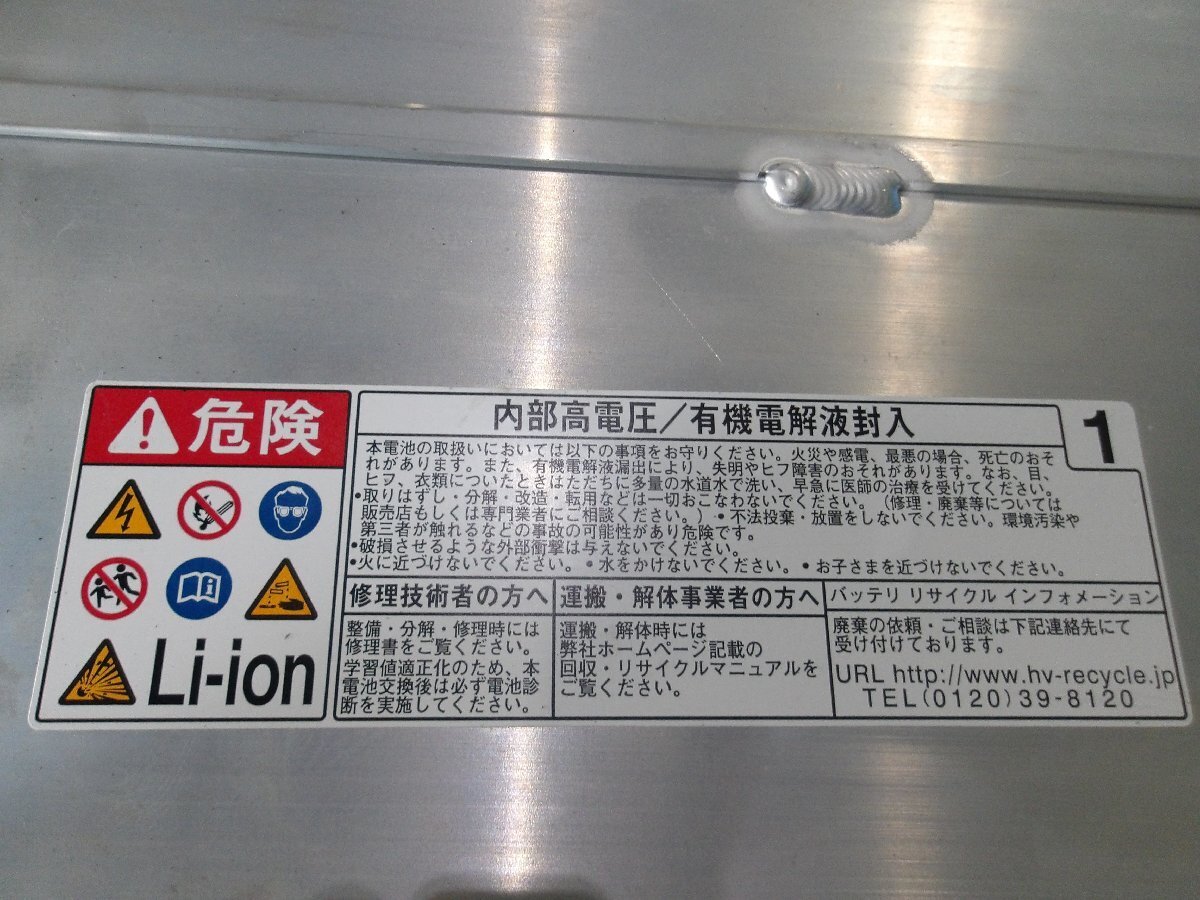 危険
Li-ion
内部高電圧／有機電解液封入
1
本電池の取扱いにおいては以下の事項をお守りください。火災や感電、最悪の場合、死亡のおそ
れがあります。また、有機電解液漏出により、失明やヒフ障害のおそれがあります。なお、目、
ヒフ、衣類についたときはただちに多量の水道水で洗い、早急に医師の治療を受けてください。
•取りはずし・分解・改造・転用などは一切おこなわないでください。（修理・廃棄等については
販売店もしくは専門業者にご相談ください。）•不法投棄・放置をしないでください。環境汚染や
第三者が触れるなどの事故の可能性があり危険です。
•破損させるような外部衝撃は与えないでください。
•火に近づけないでください。•水をかけないでください。•お子さまを近づけないでください。
修理技術者の方へ
整備・分解・修理時には
修理書をご覧ください。
学習値適正化のため、本
電池交換後は必ず電池診
断を実施してください。
運搬・解体事業者の方へ
運搬・解体時には
弊社ホームページ記載の
回収・リサイクルマニュアルを
ご覧ください。
バッテリ リサイクル インフォメーション
廃棄の依頼・ご相談は下記連絡先にて
受け付けております。
URL http://www.hv-recycle.jp
TEL(0120)39-8120